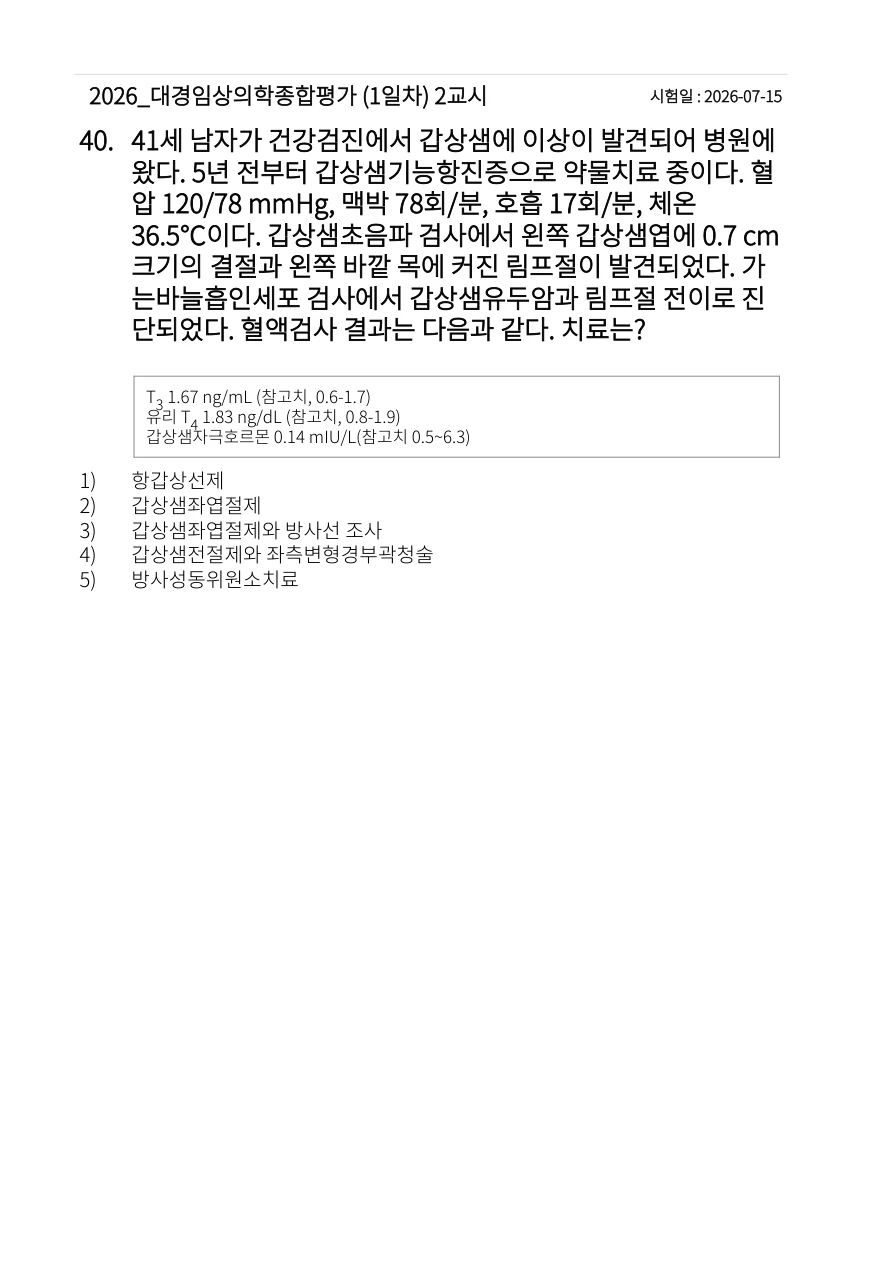 2026_대경임상의학종합평가 (1일차) 2교시
시험일 : 2026-07-15
40. 41세 남자가 건강검진에서 갑상샘에 이상이 발견되어 병원에
왔다. 5년 전부터 갑상샘기능항진증으로 약물치료 중이다. 혈
압 120/78 mmHg, 맥박 78회/분, 호흡 17회/분, 체온
36.5℃이다. 갑상샘초음파 검사에서 왼쪽 갑상샘엽에 0.7 cm
크기의 결절과 왼쪽 바깥 목에 커진 림프절이 발견되었다. 가
는바늘흡인세포 검사에서 갑상샘유두암과 림프절 전이로 진
단되었다. 혈액검사 결과는 다음과 같다. 치료는?
T3 1.67 ng/mL (참고치, 0.6-1.7)
유리 T4 1.83 ng/dL (참고치, 0.8-1.9)
갑상샘자극호르몬 0.14 mIU/L(참고치 0.5~6.3)
1) 항갑상선제
2) 갑상샘좌엽절제
3) 갑상샘좌엽절제와 방사선 조사
4) 갑상샘전절제와 좌측변형경부곽청술
5) 방사성동위원소치료